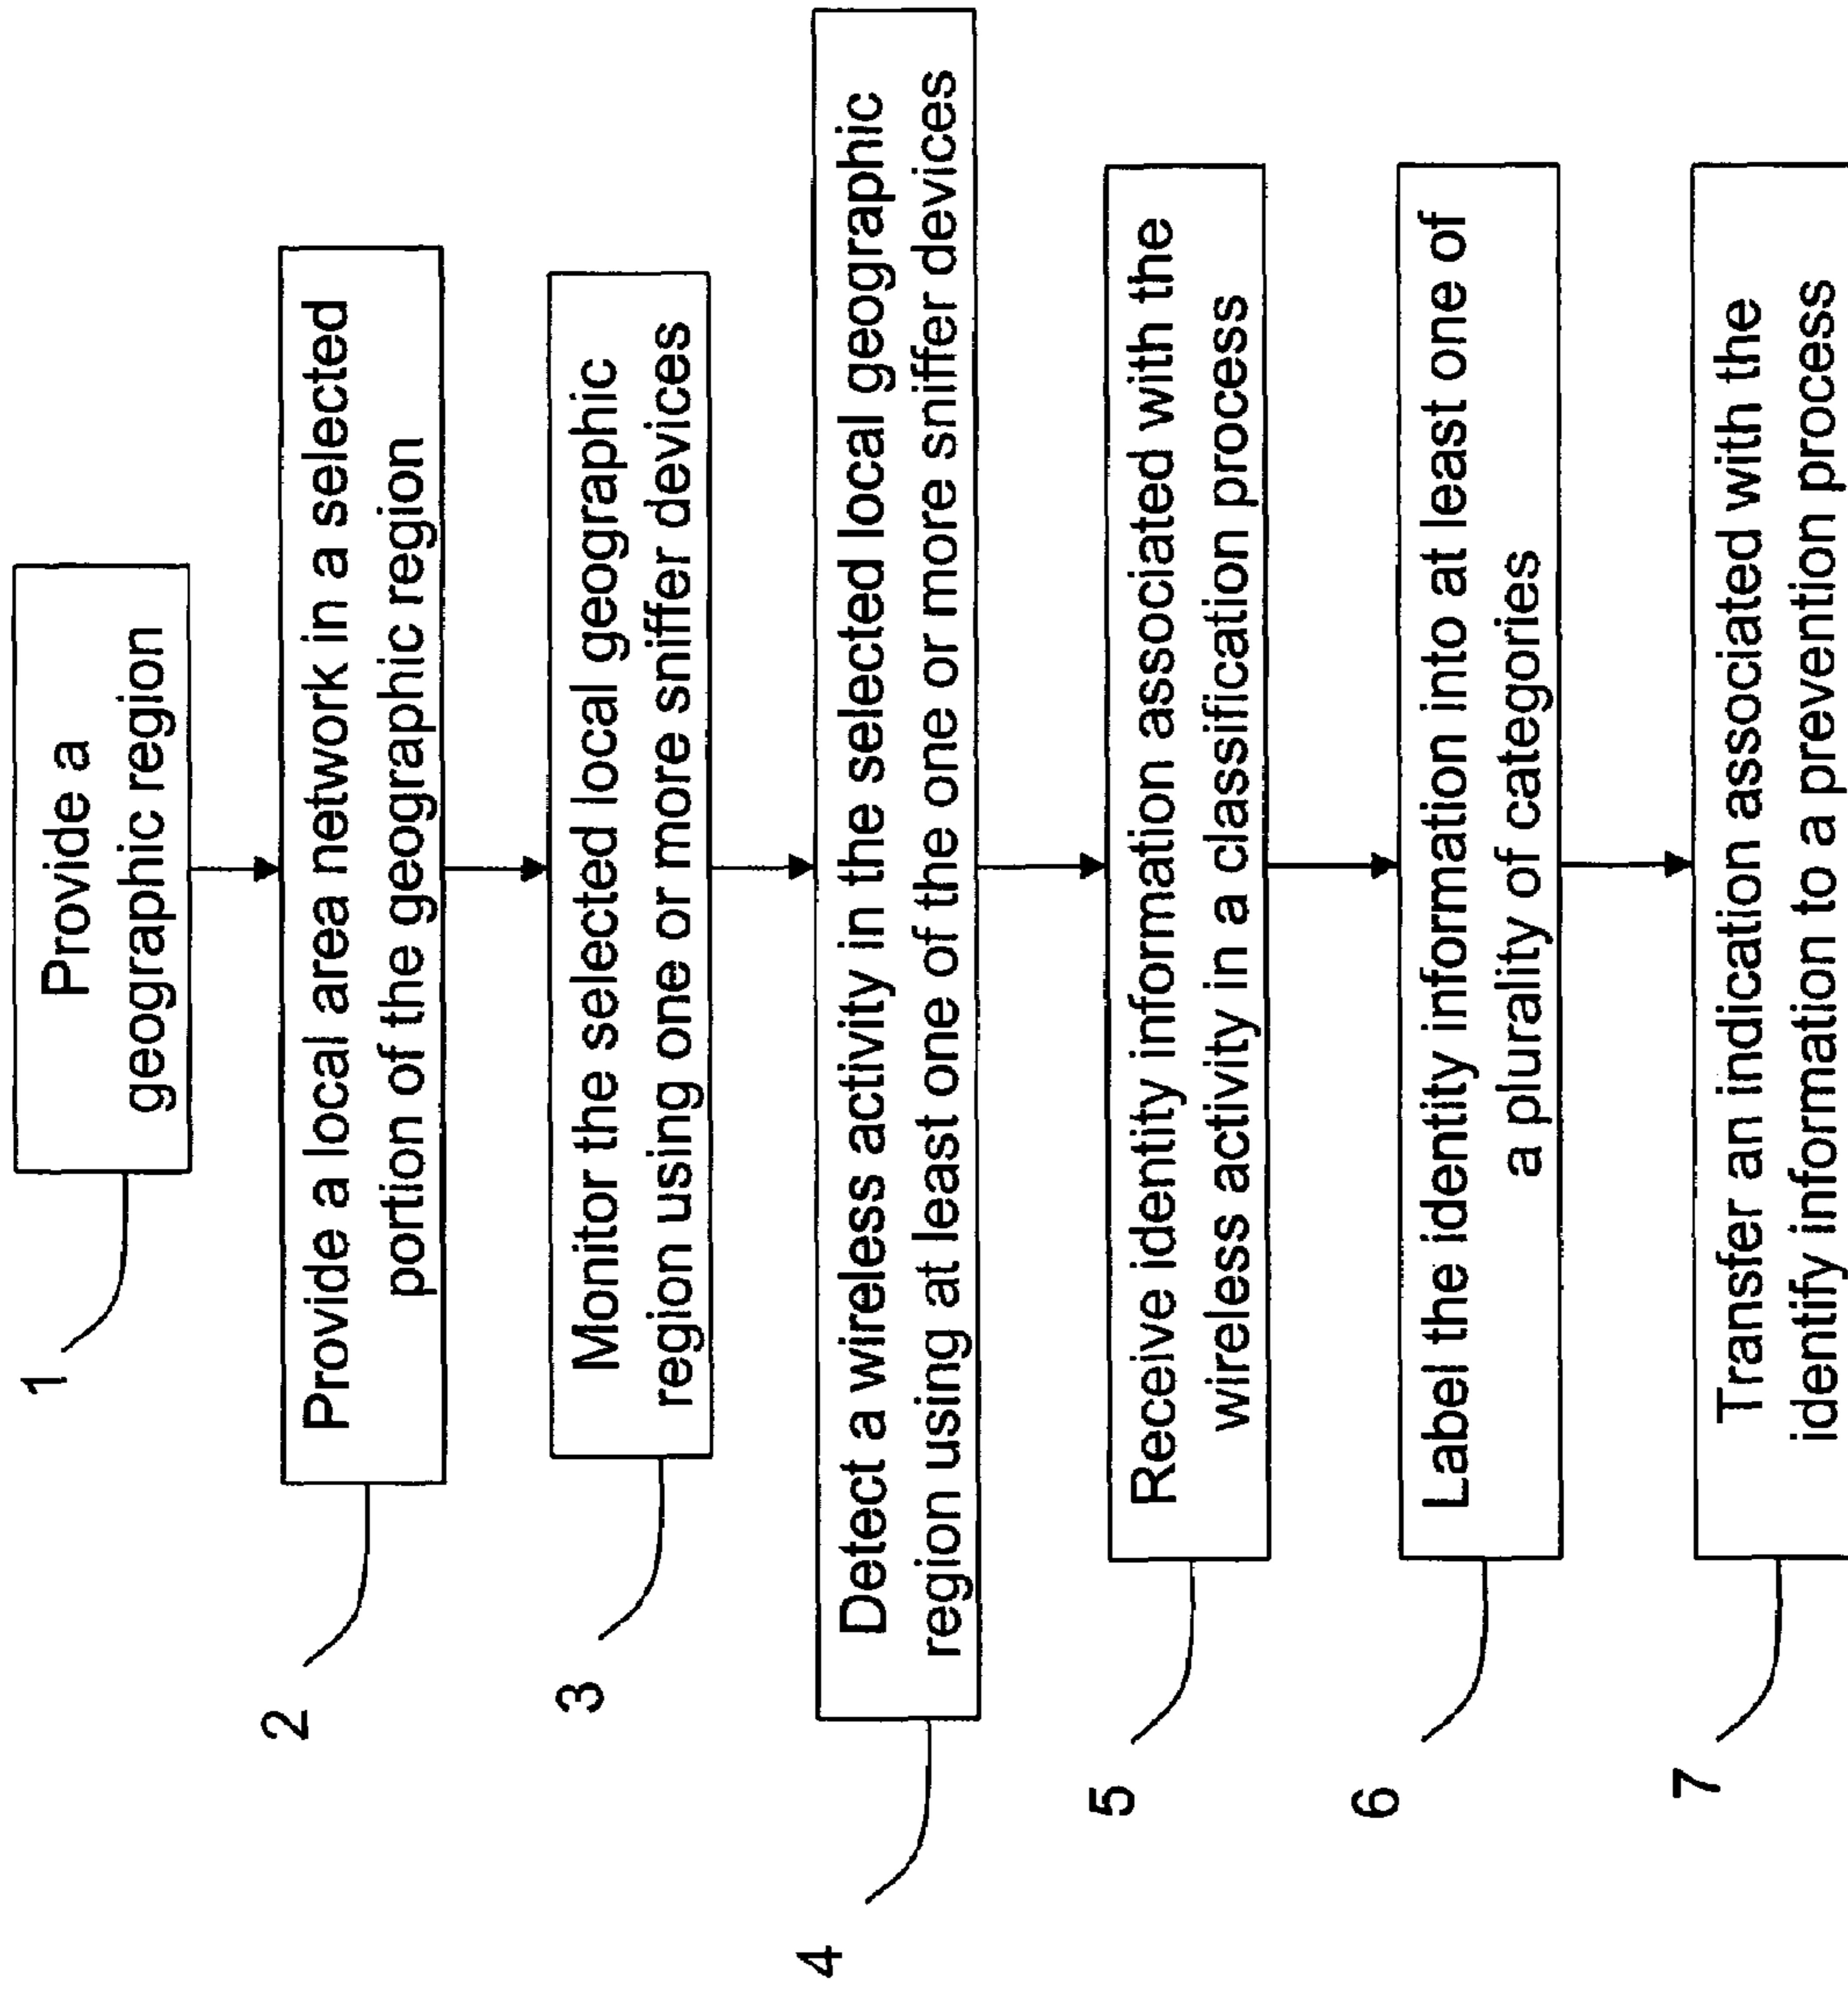 1
Provide a
geographic region
2
Provide a local area network in a selected
portion of the geographic region
3
Monitor the selected local geographic
region using one or more sniffer devices
4
Detect a wireless activity in the selected local geographic
region using at least one of the one or more sniffer devices
5
Receive identity information associated with the
wireless activity in a classification process
6
Label the identity information into at least one of
a plurality of categories
7
Transfer an indication associated with the
identify information to a prevention process